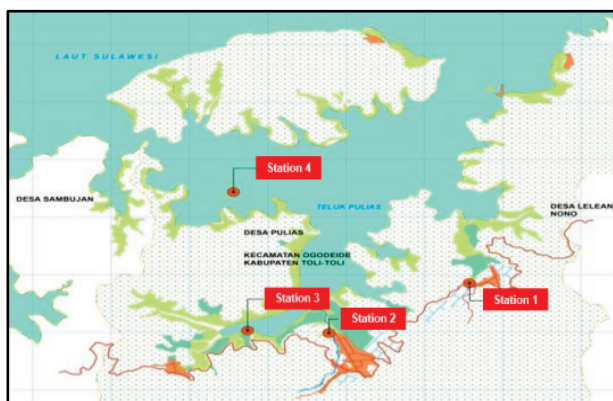 LAUT SULAWESI
Station 4
DESA SAMBUJAN
TELUK PULIAS
DESA LELEAN
NONO
DESA PULIAS
KECAMATAN OGODEIDE
KABUPATEN TOLI-TOLI
Station 3
Station 1
Station 2